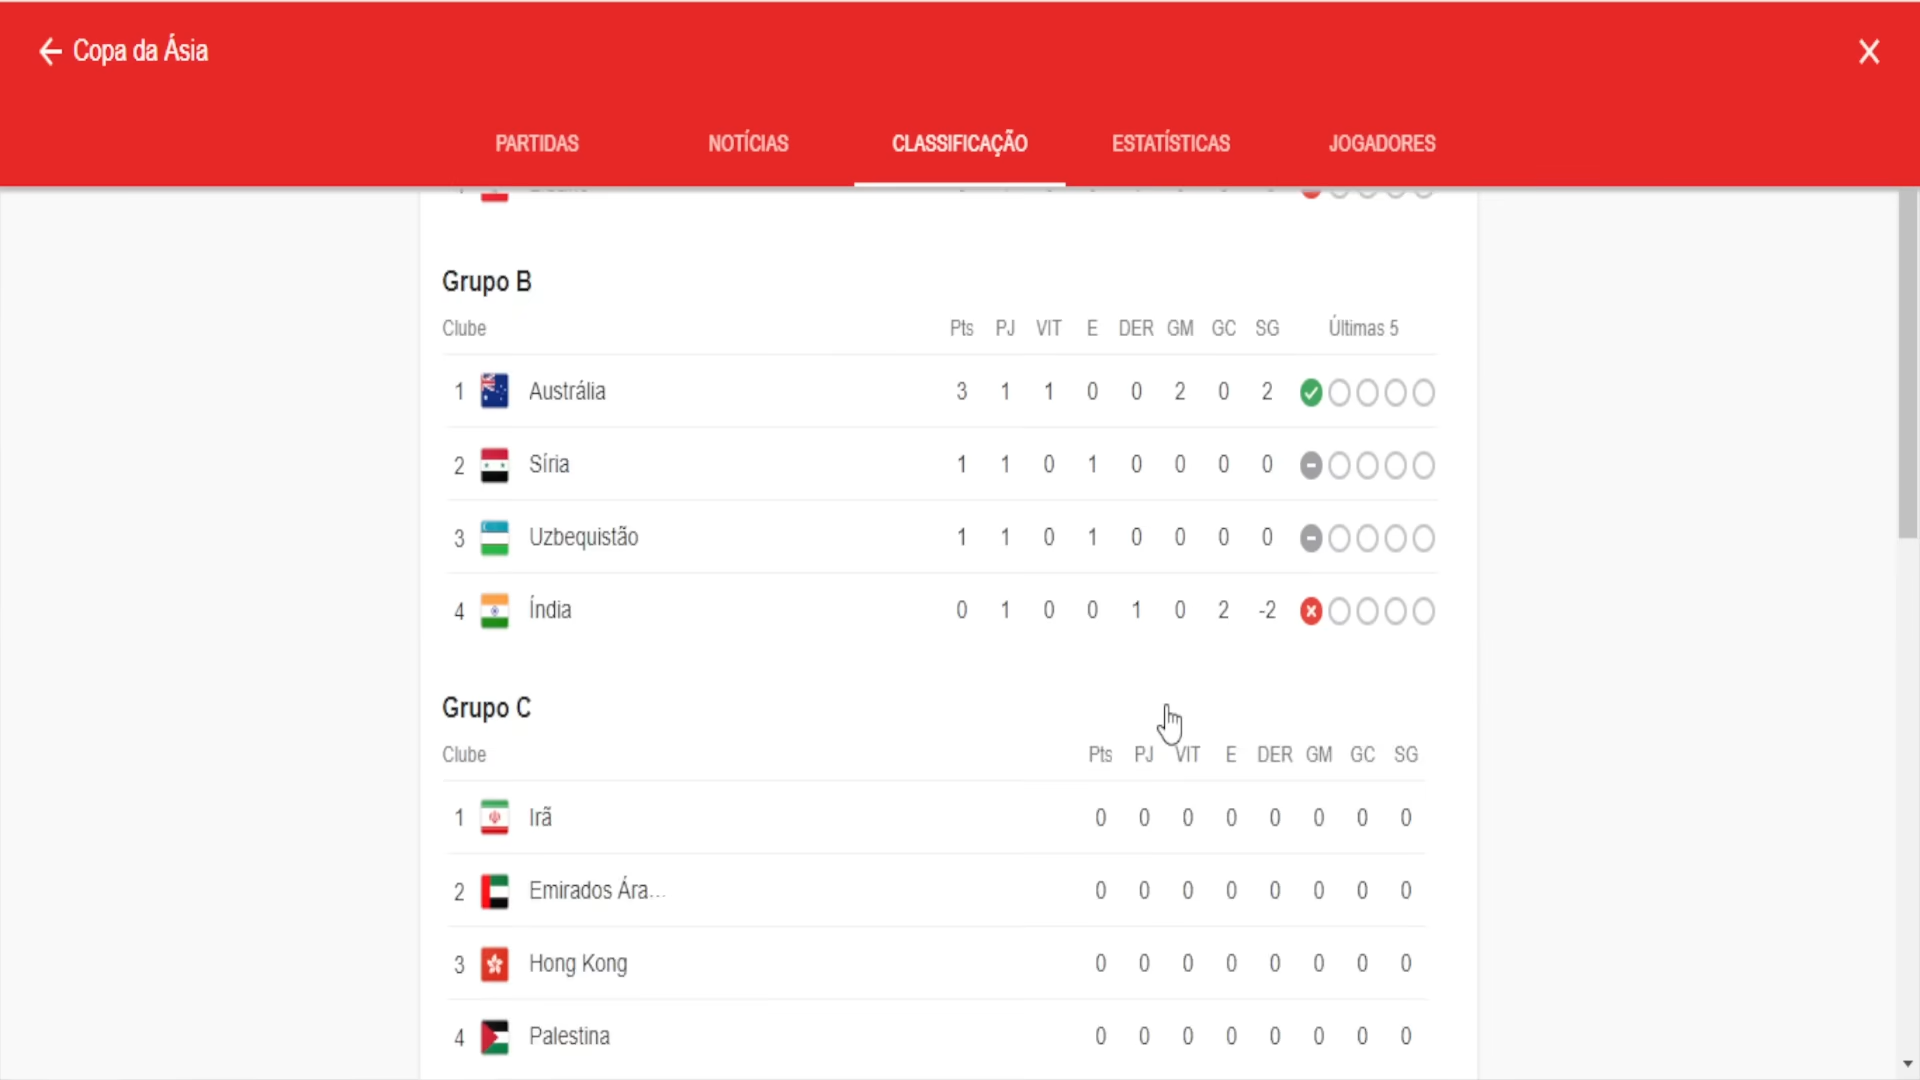 Copa da Ásia
PARTIDAS NOTÍCIAS CLASSIFICAÇÃO ESTATÍSTICAS JOGADORES
Grupo B
Clube Pts PJ VIT E DER GM GC SG Últimas 5
1 Austrália 3 1 1 0 0 2 0 2
2 Síria 1 1 0 1 0 0 0 0
3 Uzbequistão 1 1 0 1 0 0 0 0
4 Índia 0 1 0 0 1 0 2 -2
Grupo C
Clube Pts PJ VIT E DER GM GC SG
1 Irã 0 0 0 0 0 0 0 0
2 Emirados Ára... 0 0 0 0 0 0 0 0
3 Hong Kong 0 0 0 0 0 0 0 0
4 Palestina 0 0 0 0 0 0 0 0